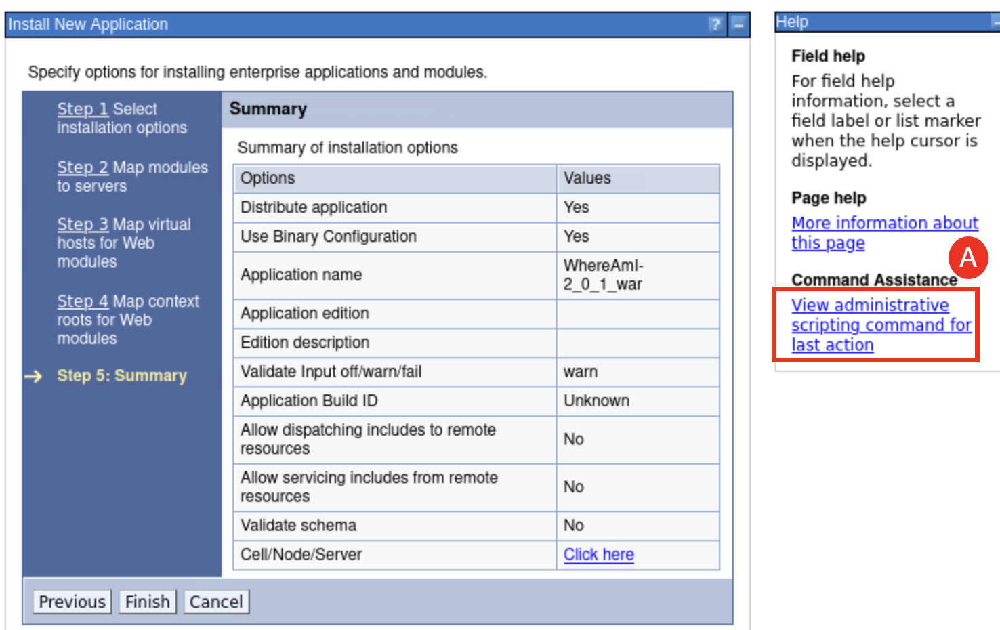 Install New Application
?
Specify options for installing enterprise applications and modules.
Step 1 Select
installation options
Step 2 Map modules
to servers
Step 3 Map virtual
hosts for Web
modules
Step 4 Map context
roots for Web
modules
Step 5: Summary
Summary
Summary of installation options
Options Values
Distribute application Yes
Use Binary Configuration Yes
Application name WhereAmI-
2_0_1_war
Application edition
Edition description
Validate Input off/warn/fail warn
Application Build ID Unknown
Allow dispatching includes to remote
resources No
Allow servicing includes from remote
resources No
Validate schema No
Cell/Node/Server Click here
Previous Finish Cancel
Help
Field help
For field help
information, select a
field label or list marker
when the help cursor is
displayed.
Page help
More information about
this page
A
Command Assistance
View administrative
scripting command for
last action